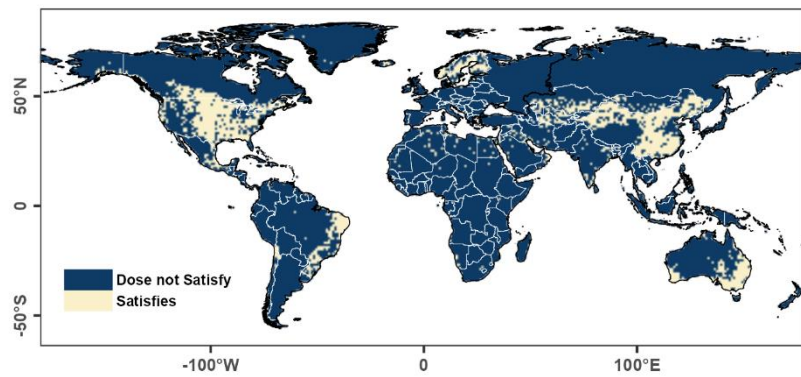 50°N
0
-50°S
Dose not Satisfy
Satisfies
-100°W
0
100°E